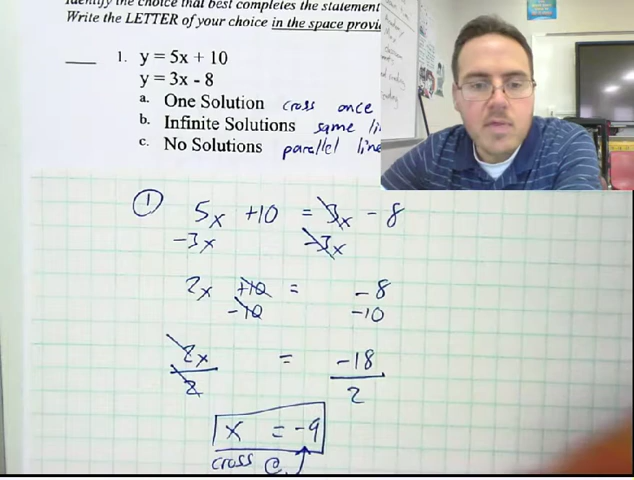 Identify the choice that best completes the statement
Write the LETTER of your choice in the space
1. y = 5x + 10
y = 3x - 8
a. One Solution cross once
b. Infinite Solutions same
c. No Solutions parallel line
① 5x +10 = 3x - 8
-3x -3x
2x +10 = -8
-10 -10
2x = -18
2 2
x = -9
cross @